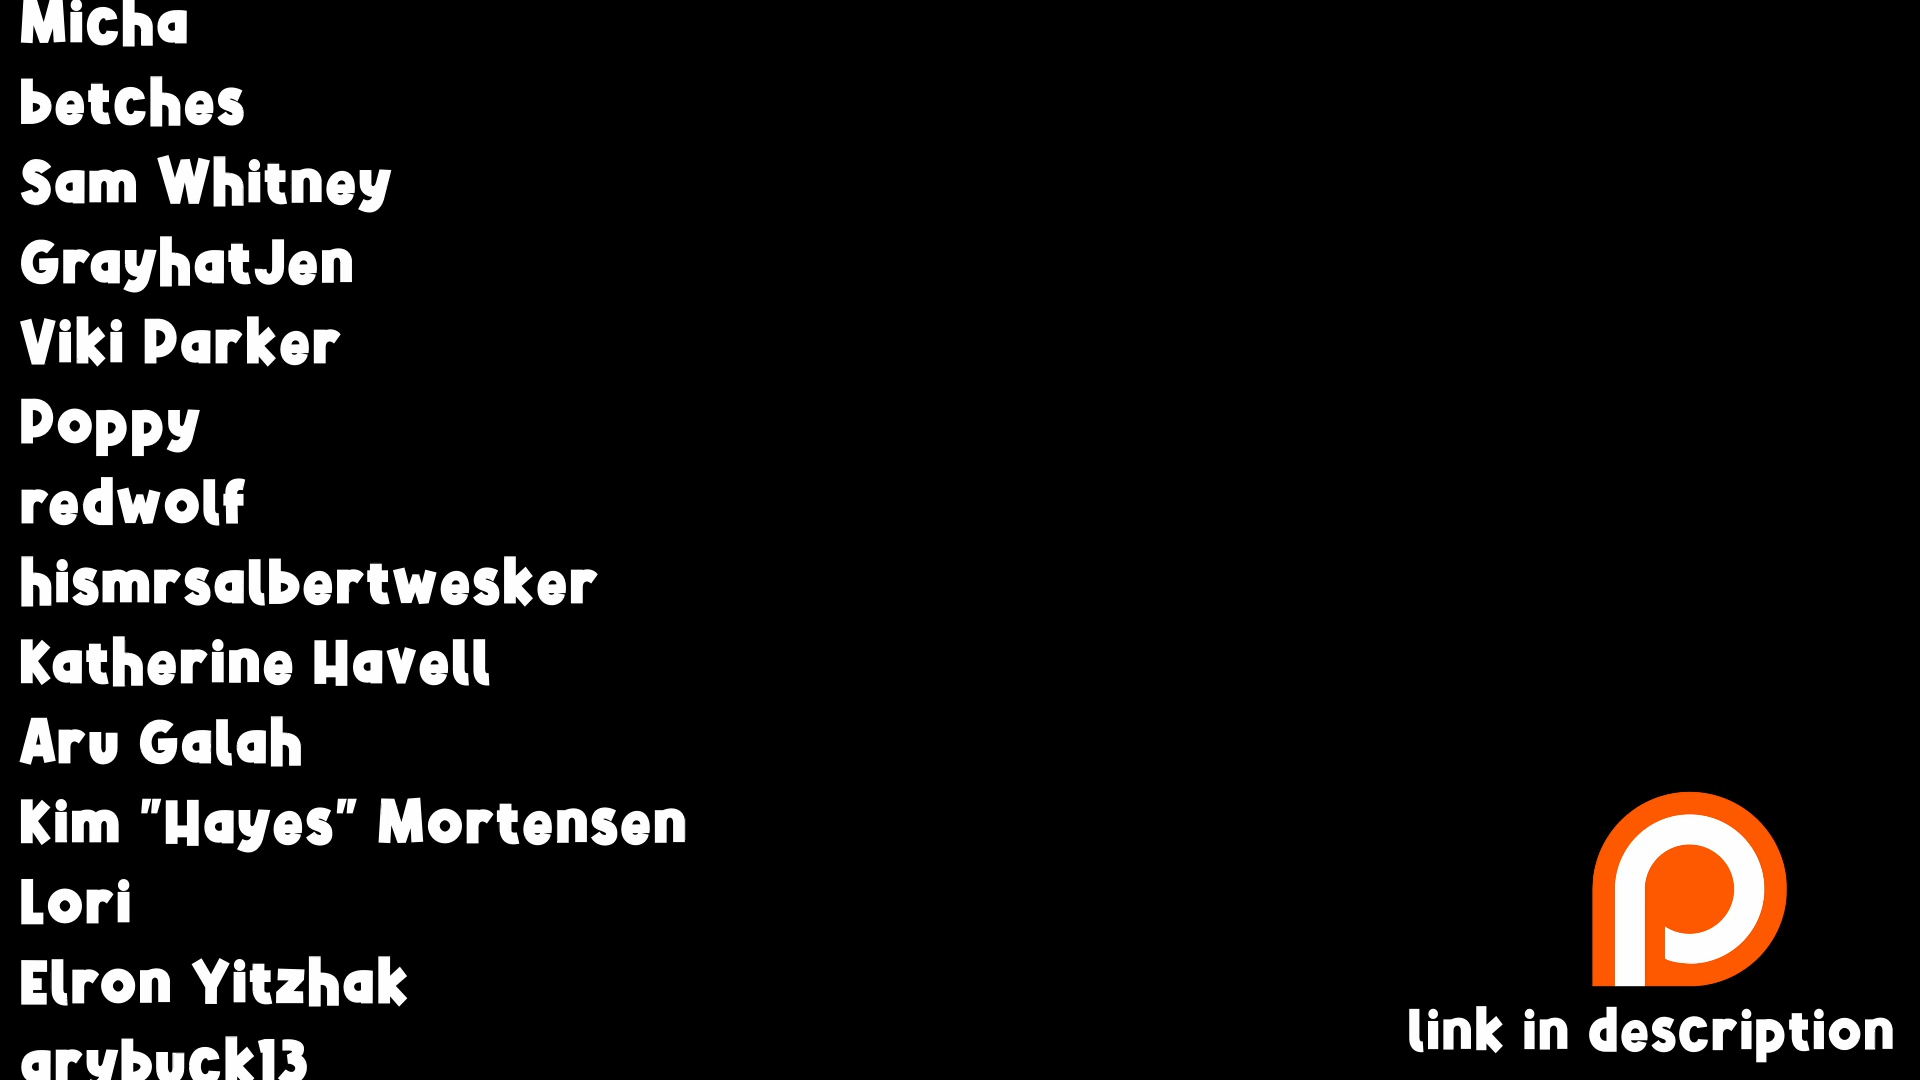 Micha
betches
Sam Whitney
GrayhatJen
Viki Parker
Poppy
redwolf
hismrsalbertwesker
Katherine Havell
Aru Galah
Kim "Hayes" Mortensen
Lori
Elron Yitzhak
arybuck13
link in description